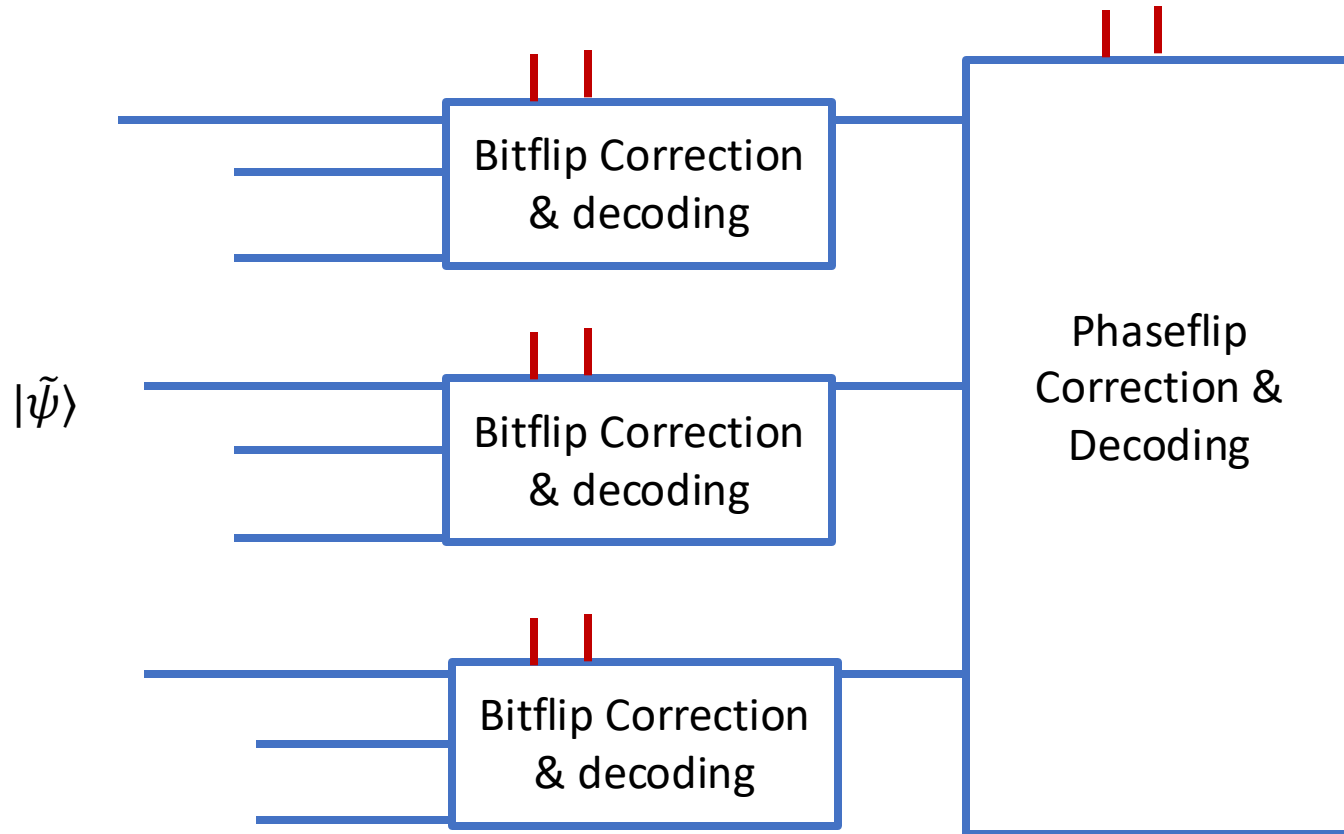 Bitflip Correction
& decoding
|ψ̃⟩
Bitflip Correction
& decoding
Bitflip Correction
& decoding
Phaseflip
Correction &
Decoding